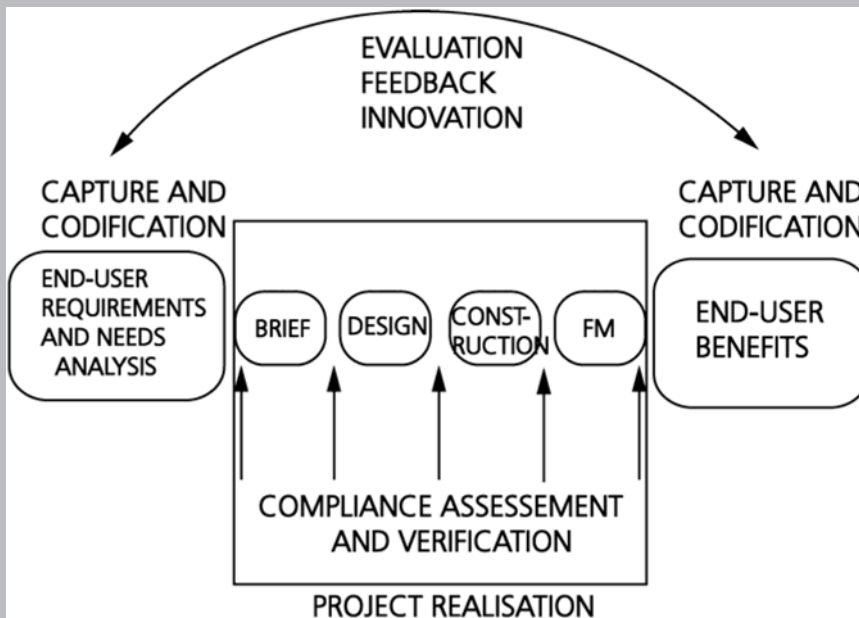 EVALUATION
FEEDBACK
INNOVATION
CAPTURE AND
CODIFICATION
CAPTURE AND
CODIFICATION
END-USER
REQUIREMENTS
AND NEEDS
ANALYSIS
BRIEF
DESIGN
CONST-
RUCTION
FM
END-USER
BENEFITS
COMPLIANCE ASSESSEMENT
AND VERIFICATION
PROJECT REALISATION